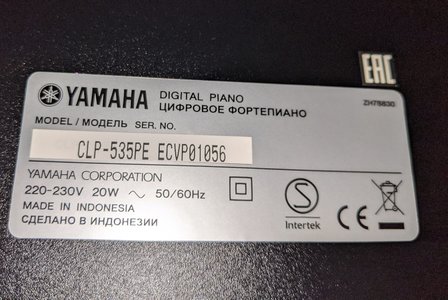 EAC
YAMAHA DIGITAL PIANO
ЦИФРОВОЕ ФОРТЕПИАНО
ZH78830
MODEL / МОДЕЛЬ SER. NO.
CLP-535PE ECVP01056
YAMAHA CORPORATION
220-230V 20W ~ 50/60Hz
MADE IN INDONESIA
СДЕЛАНО В ИНДОНЕЗИИ
S
Intertek
CE